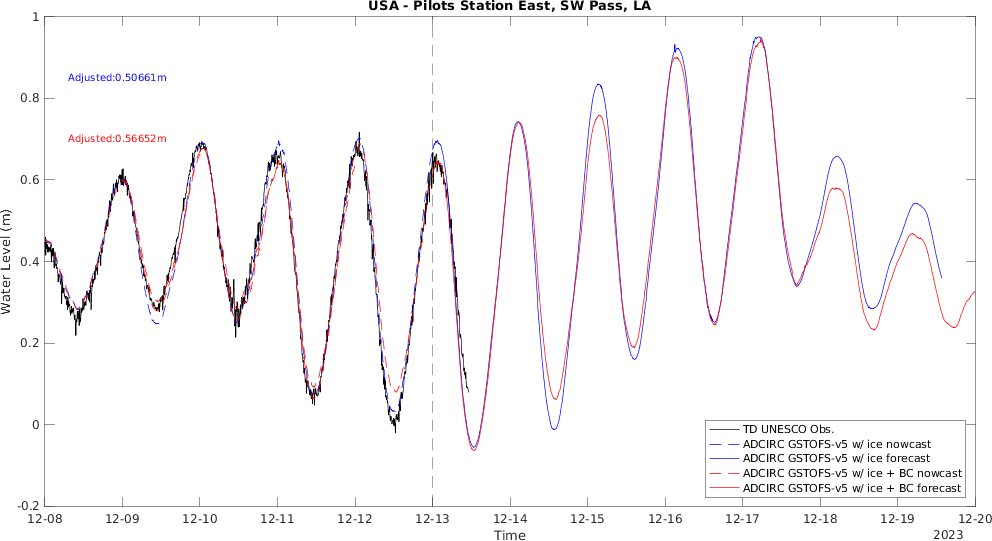 USA - Pilots Station East, SW Pass, LA
Adjusted:0.50661m
Adjusted:0.56652m
Water Level (m)
1
0.8
0.6
0.4
0.2
0
-0.2
TD UNESCO Obs.
ADCIRC GSTOFS-v5 w/ ice nowcast
ADCIRC GSTOFS-v5 w/ ice forecast
ADCIRC GSTOFS-v5 w/ ice + BC nowcast
ADCIRC GSTOFS-v5 w/ ice + BC forecast
12-08 12-09 12-10 12-11 12-12 12-13 12-14 12-15 12-16 12-17 12-18 12-19 12-20
Time
2023